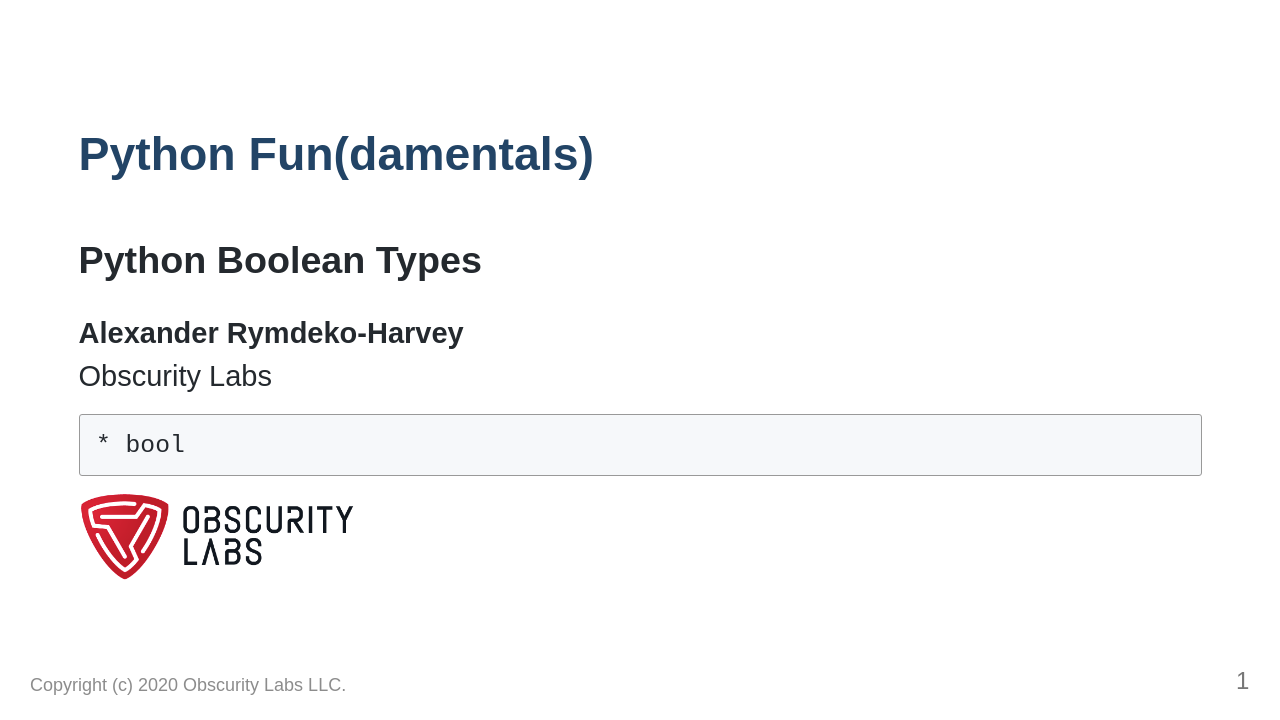 Python Fun(damentals)
Python Boolean Types
Alexander Rymdeko-Harvey
Obscurity Labs
* bool
OBSCURITY
LABS
Copyright (c) 2020 Obscurity Labs LLC.
1